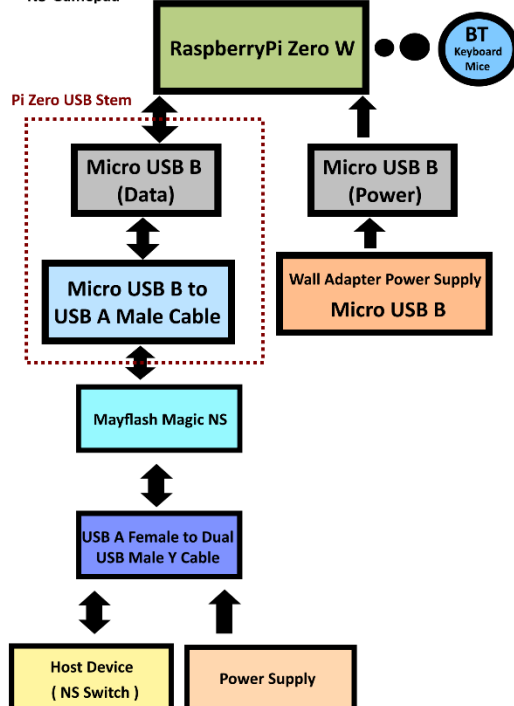 NS Gamepad
RaspberryPi Zero W
BT
Keyboard
Mice
Pi Zero USB Stem
Micro USB B
(Data)
Micro USB B
(Power)
Micro USB B to
USB A Male Cable
Wall Adapter Power Supply
Micro USB B
Mayflash Magic NS
USB A Female to Dual
USB Male Y Cable
Host Device
( NS Switch )
Power Supply